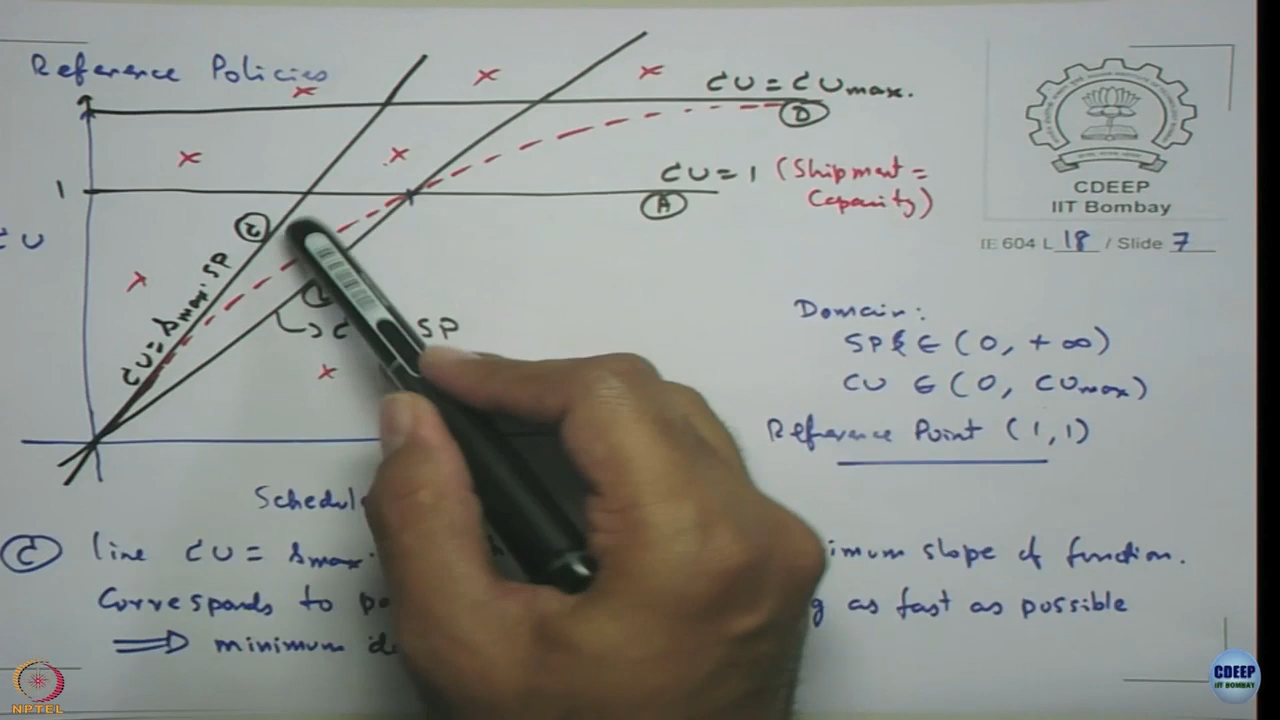 Reference Policies
CU = CUmax.
D
1
CU = 1 (Shipment = Capacity)
A
CU
C
CU = smax. SP
SP
CDEEP
IIT Bombay
IE 604 L 18 / Slide 7
Domain:
SP ∈ (0, +∞)
CU ∈ (0, CUmax)
Reference Point (1,1)
C line CU = smax. slope of function.
Corresponds to as fast as possible
⟹ minimum
NPTEL
CDEEP
IIT BOMBAY